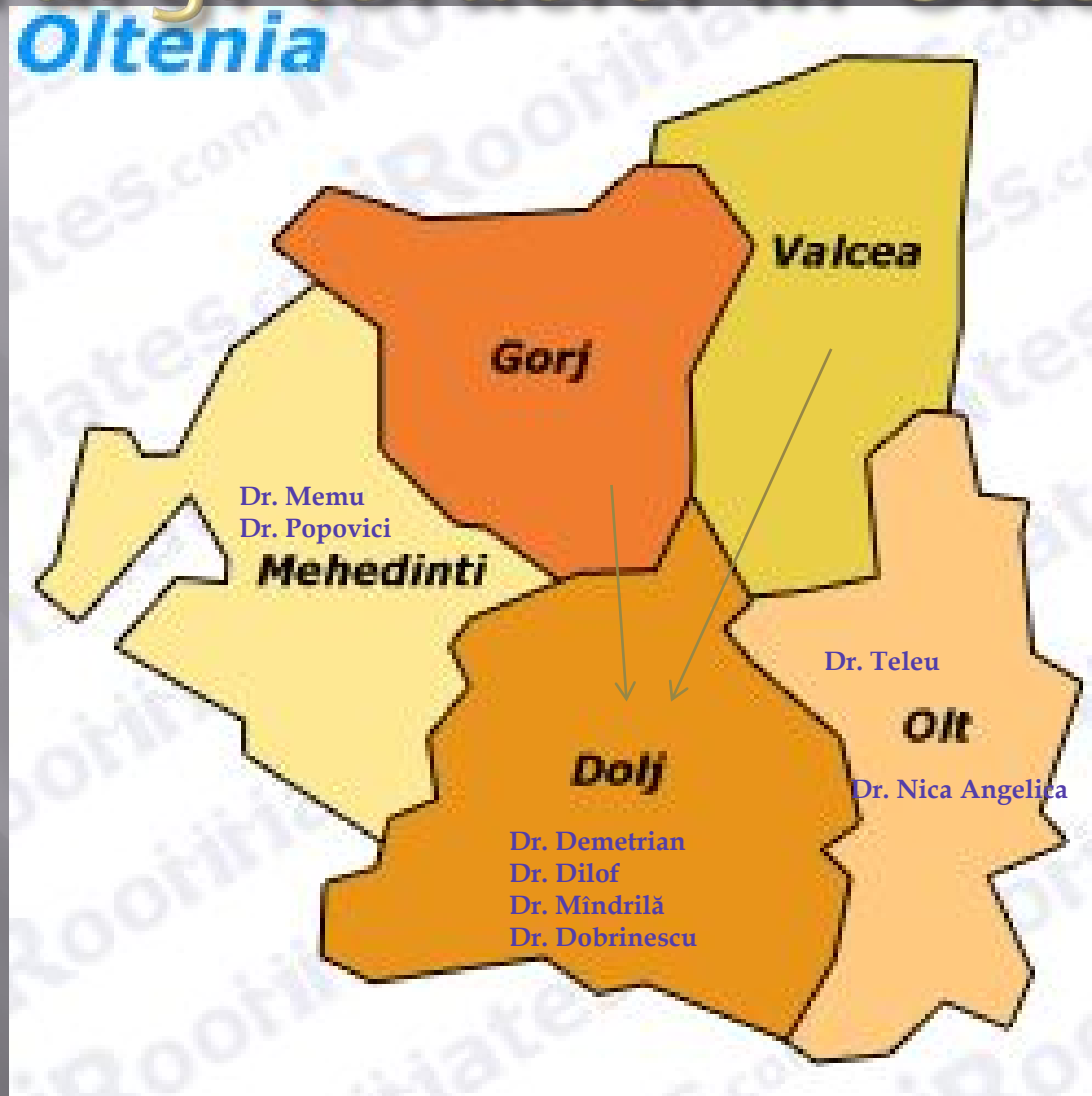 Oltenia
Valcea
Gorj
Dr. Memu
Dr. Popovici
Mehedinti
Dr. Teleu
Olt
Dolj
Dr. Nica Angelica
Dr. Demetrian
Dr. Dilof
Dr. Mîndrilă
Dr. Dobrinescu